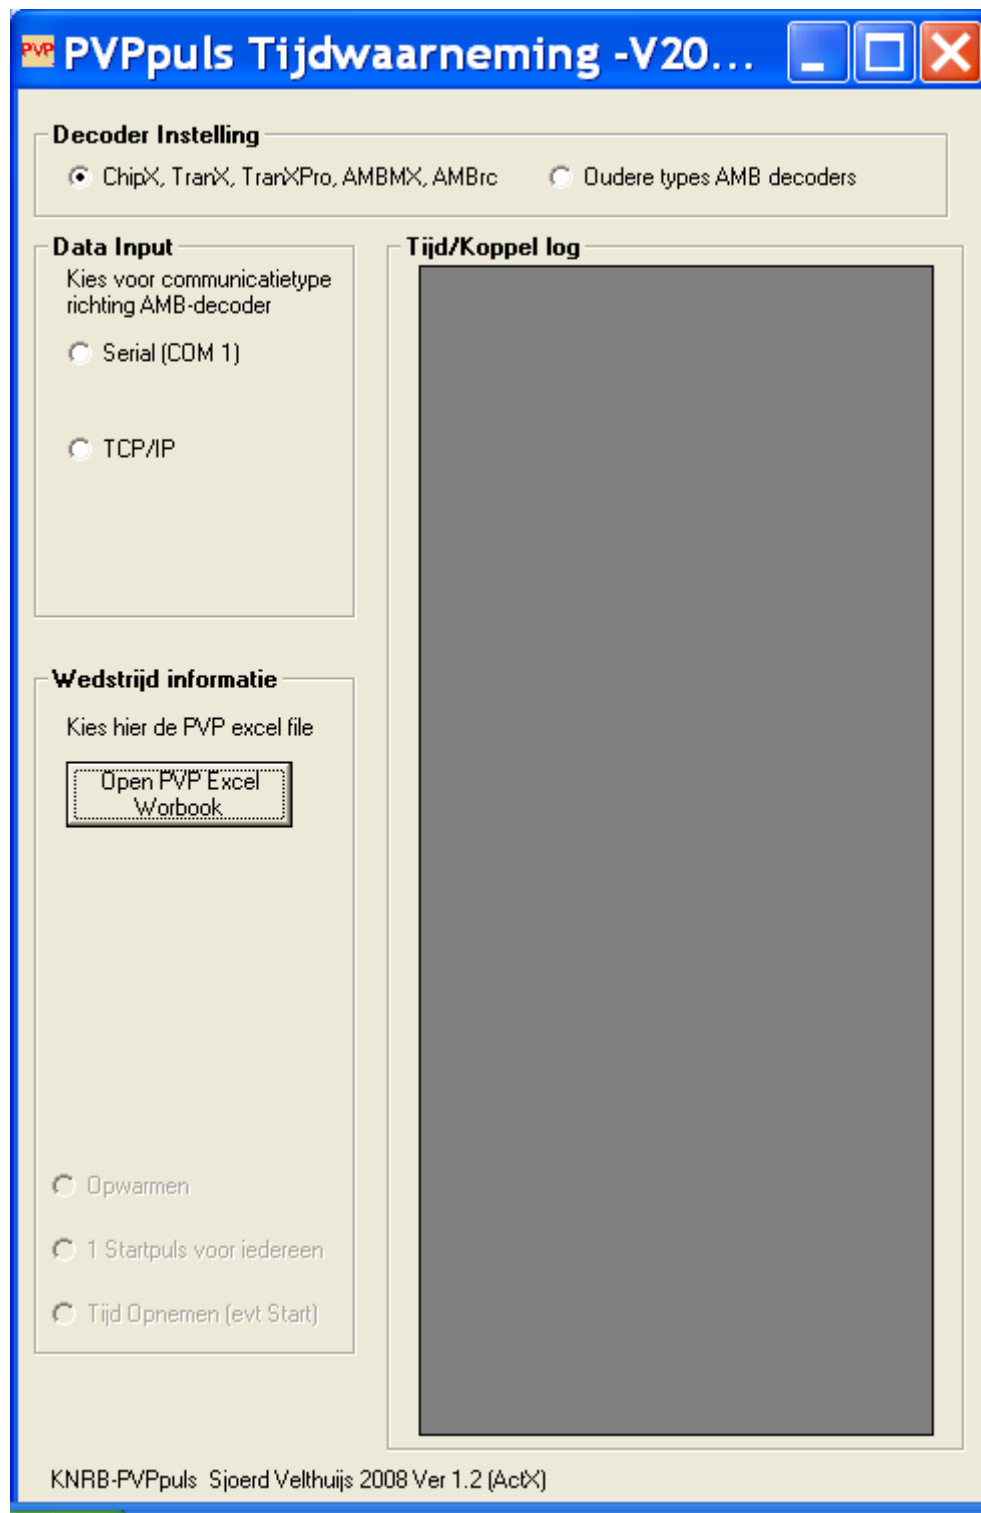 PVP PVPpuls Tijdwaarneming -V20...
Decoder Instelling
ChipX, TranX, TranXPro, AMBMX, AMBrc Oudere types AMB decoders
Data Input
Kies voor communicatietype
richting AMB-decoder
Serial (COM 1)
TCP/IP
Tijd/Koppel log
Wedstrijd informatie
Kies hier de PVP excel file
Open PVP Excel
Worbook
Opwarmen
1 Startpuls voor iedereen
Tijd Opnemen (evt Start)
KNRB-PVPpuls Sjoerd Velthuijs 2008 Ver 1.2 (ActX)